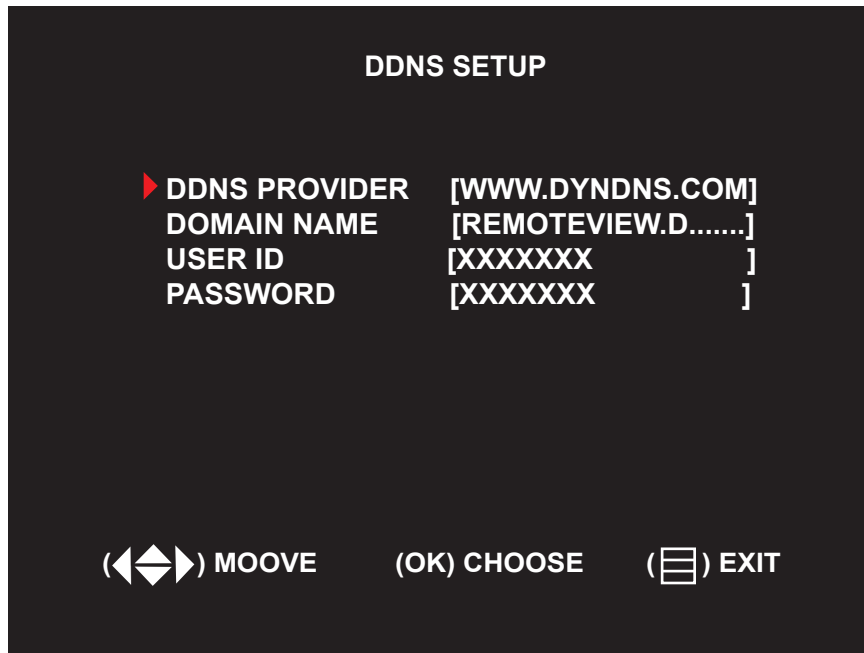 DDNS SETUP
DDNS PROVIDER [WWW.DYNDNS.COM]
DOMAIN NAME [REMOTEVIEW.D.......]
USER ID [XXXXXXX ]
PASSWORD [XXXXXXX ]
() MOOVE (OK) CHOOSE () EXIT